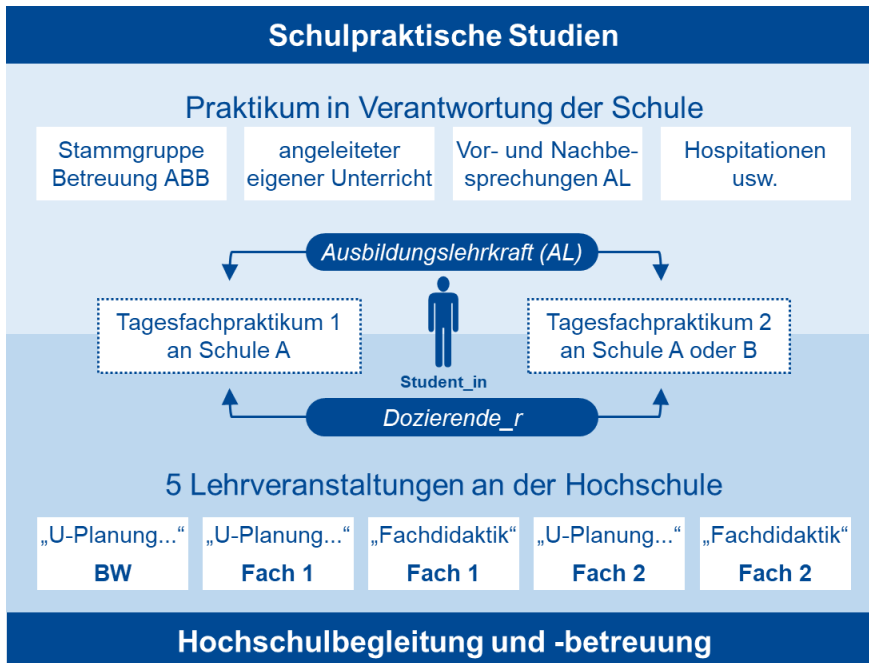 Schulpraktische Studien
Praktikum in Verantwortung der Schule
Stammgruppe
Betreuung ABB
angeleiteter
eigener Unterricht
Vor- und Nachbe-
sprechungen AL
Hospitationen
usw.
Ausbildungslehrkraft (AL)
Tagesfachpraktikum 1
an Schule A
Student_in
Tagesfachpraktikum 2
an Schule A oder B
Dozierende_r
5 Lehrveranstaltungen an der Hochschule
„U-Planung...“
BW
„U-Planung...“
Fach 1
„Fachdidaktik“
Fach 1
„U-Planung...“
Fach 2
„Fachdidaktik“
Fach 2
Hochschulbegleitung und -betreuung